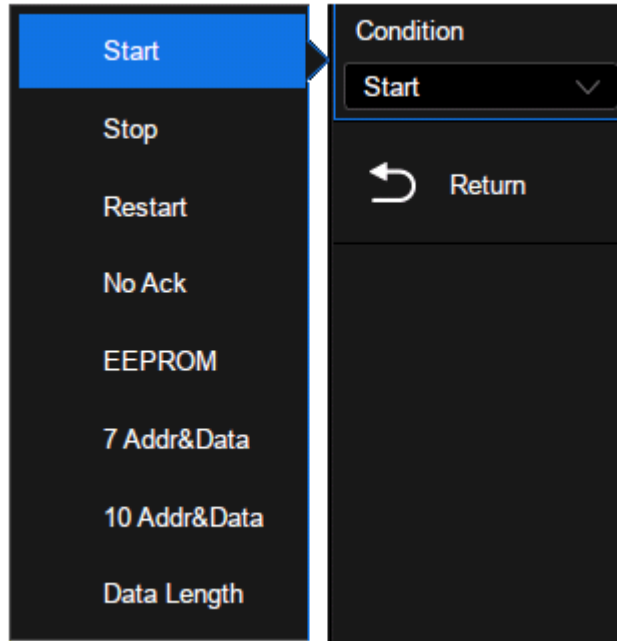 Start
Stop
Restart
No Ack
EEPROM
7 Addr&Data
10 Addr&Data
Data Length
Condition
Start
Return